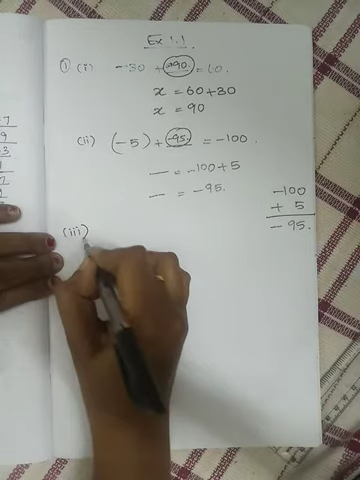 Ex 1.1
① (i) -30 + 90 = 60.
x = 60 + 30
x = 90
(ii) (-5) + -95. = -100.
— = -100 + 5
— = -95.
-100
+ 5
-95.
(iii)